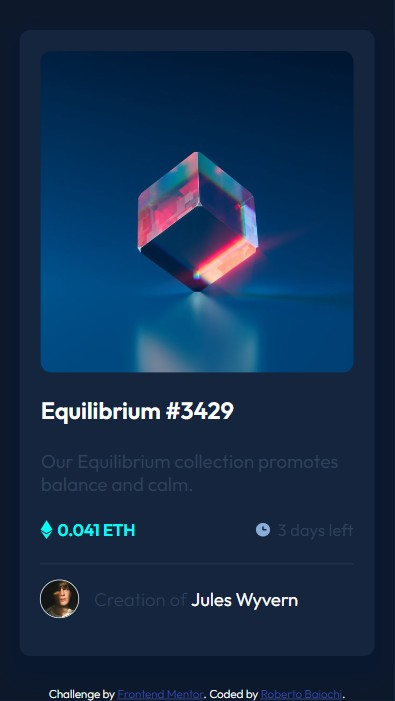 Equilibrium #3429
Our Equilibrium collection promotes
balance and calm.
0.041 ETH
3 days left
Creation of Jules Wyvern
Challenge by Frontend Mentor. Coded by Roberto Baiochi.